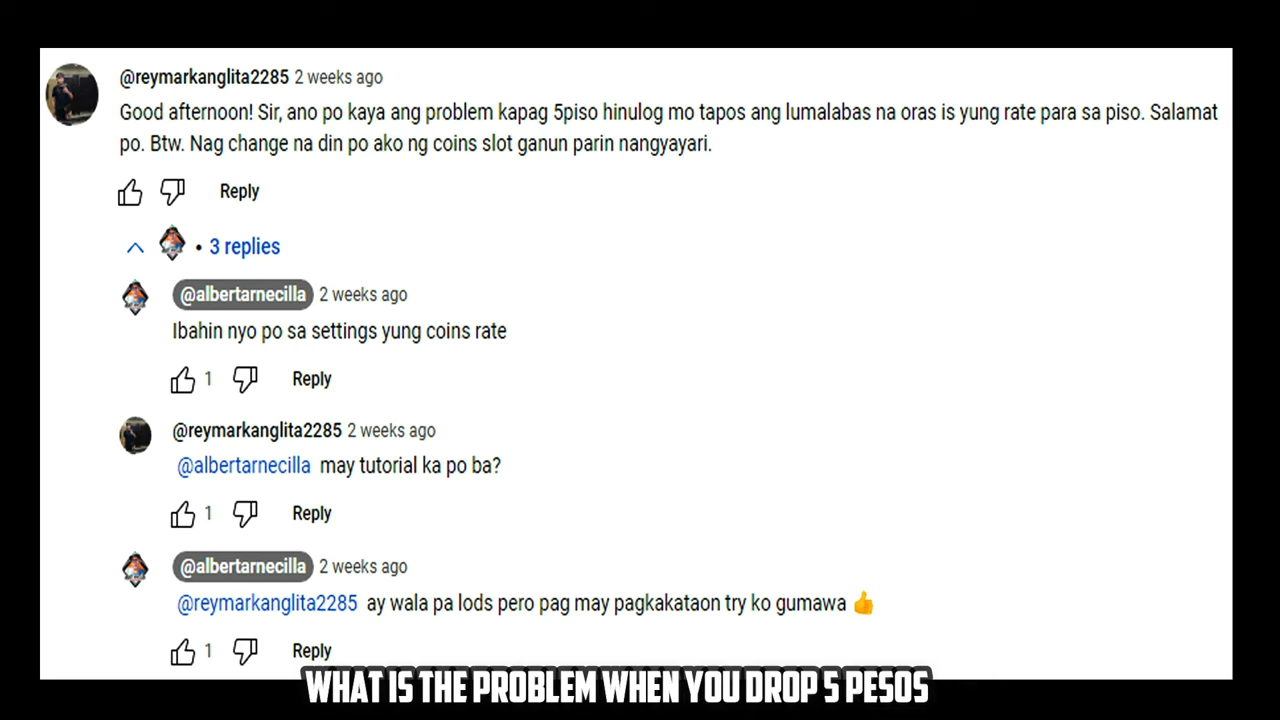 @reymarkanglita2285 2 weeks ago
Good afternoon! Sir, ano po kaya ang problem kapag 5piso hinulog mo tapos ang lumalabas na oras is yung rate para sa piso. Salamat
po. Btw. Nag change na din po ako ng coins slot ganun parin nangyayari.
Reply
• 3 replies
@albertarnecilla 2 weeks ago
Ibahin nyo po sa settings yung coins rate
1 Reply
@reymarkanglita2285 2 weeks ago
@albertarnecilla may tutorial ka po ba?
1 Reply
@albertarnecilla 2 weeks ago
@reymarkanglita2285 ay wala pa lods pero pag may pagkakataon try ko gumawa 👍
1 Reply
WHAT IS THE PROBLEM WHEN YOU DROP 5 PESOS